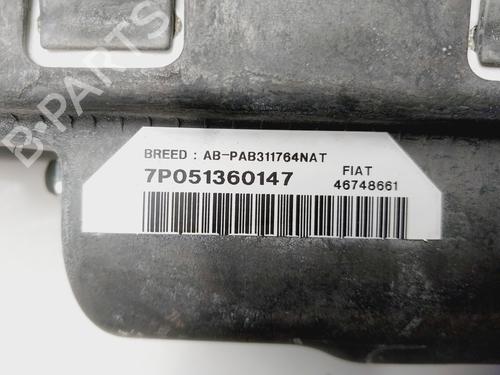 B-PARTS
BREED : AB-PAB311764NAT
7P051360147
FIAT
46748661